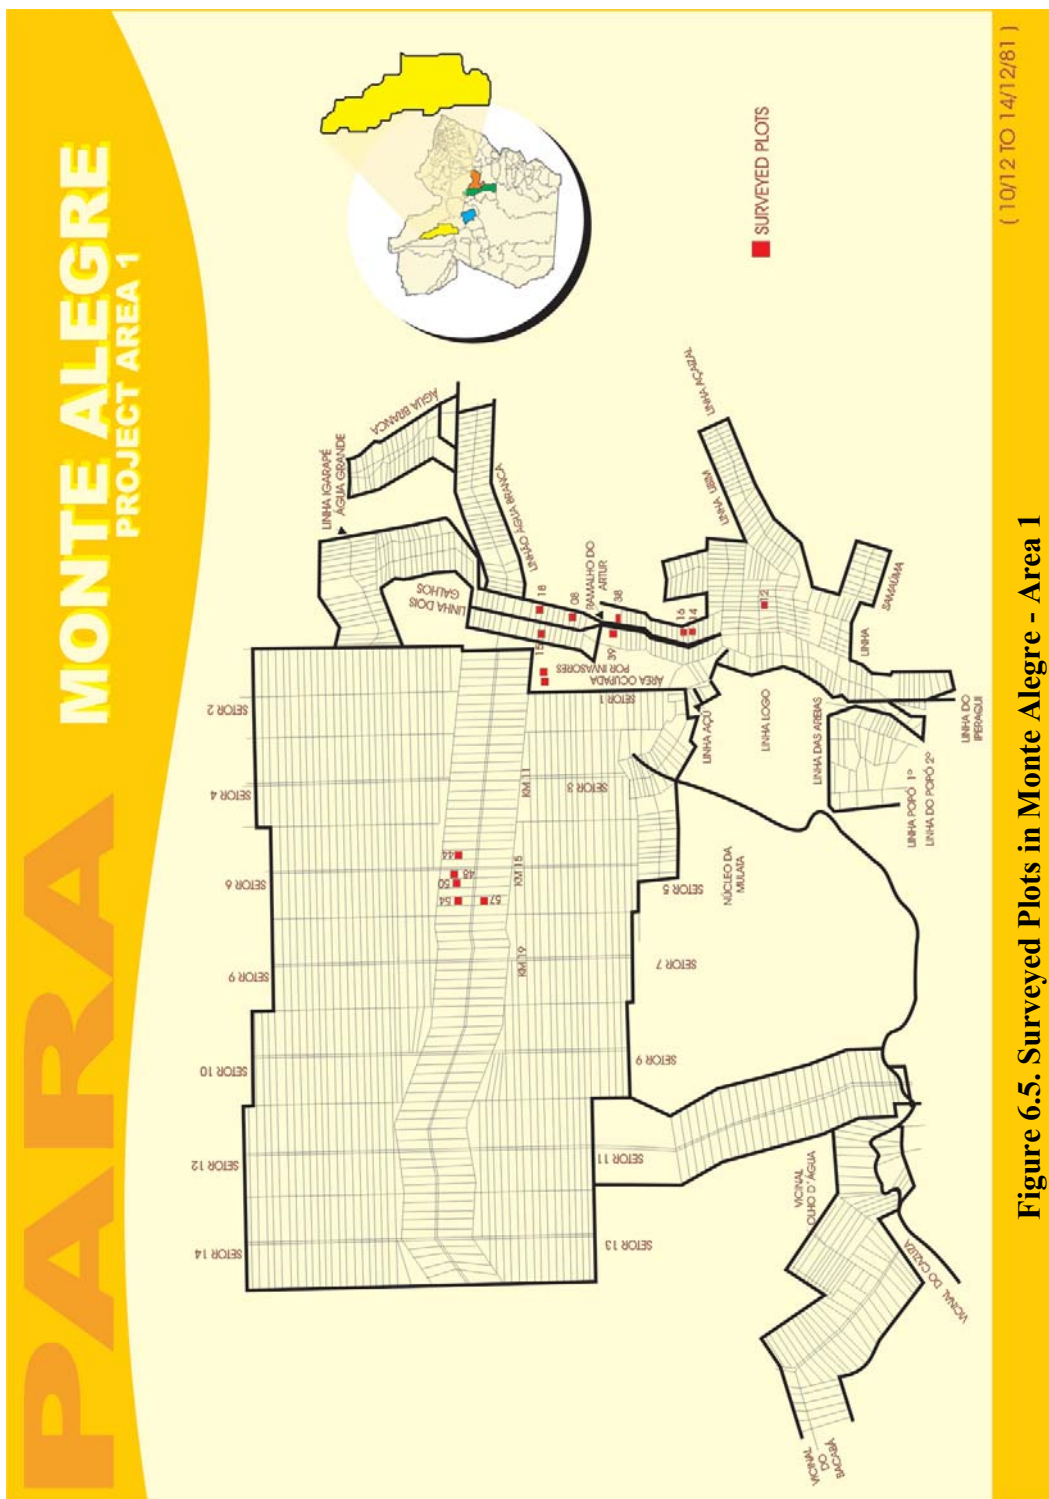 PARA
MONTE ALEGRE
PROJECT AREA 1
SETOR 14
SETOR 12
SETOR 10
SETOR 9
SETOR 6
SETOR 4
SETOR 2
LINHA IGARAPÉ
ÁGUA GRANDE
ÁGUA BRANCA
LINHA DOIS
GALHOS
LINHÃO ÁGUA BRANCA
54
50
48
44
57
KM 19
KM 15
KM 11
15
18
08
RAMALHO DO
ARTUR
39
38
16
14
12
ÁREA OCUPADA
POR INVASORES
SETOR 13
SETOR 11
SETOR 9
SETOR 7
SETOR 5
SETOR 3
SETOR 1
NÚCLEO DA
MULATA
LINHA AÇÚ
LINHA LOGO
LINHA UBIM
LINHA AÇAIZAL
LINHA DAS AREIAS
LINHA
SAMAÚMA
LINHA POPÓ 1º
LINHA DO POPÓ 2º
LINHA DO
IPERAQUI
VICINAL
OLHO D'ÁGUA
VICINAL DO CAZUZA
VICINAL
DO
BACABA
SURVEYED PLOTS
( 10/12 TO 14/12/81 )
Figure 6.5. Surveyed Plots in Monte Alegre - Area 1